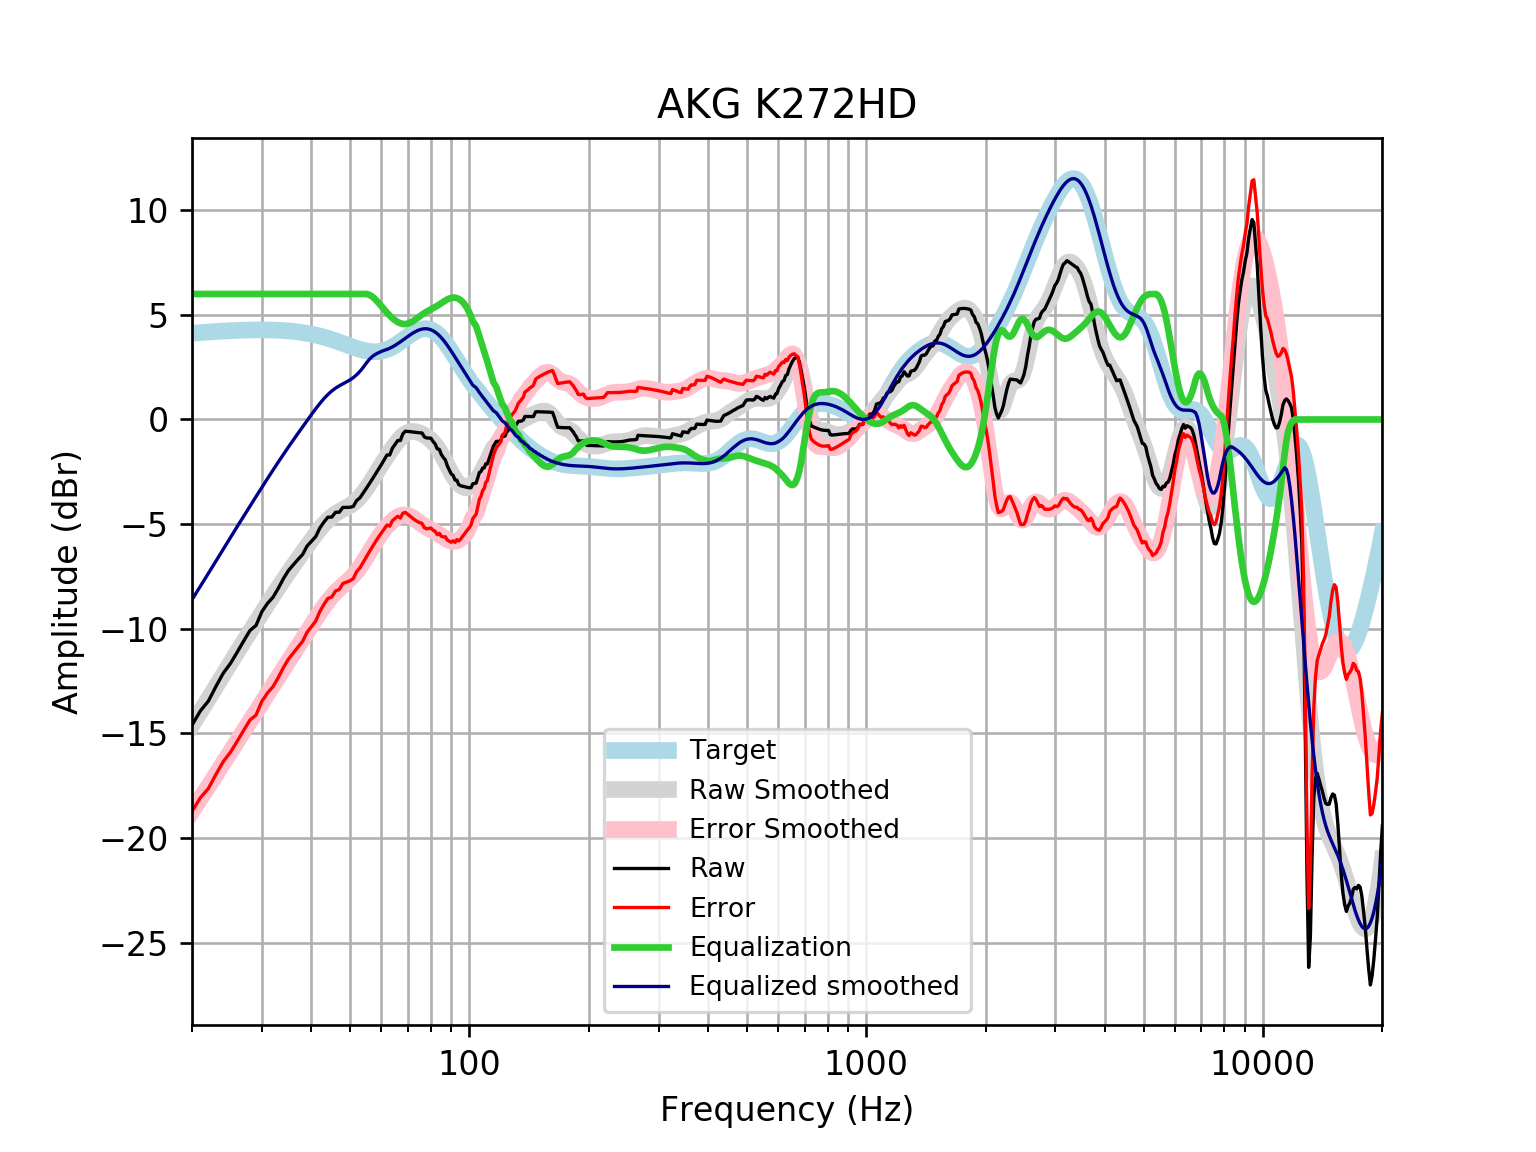 AKG K272HD
10
5
0
−5
−10
−15
−20
−25
Amplitude (dBr)
Target
Raw Smoothed
Error Smoothed
Raw
Error
Equalization
Equalized smoothed
100
1000
10000
Frequency (Hz)